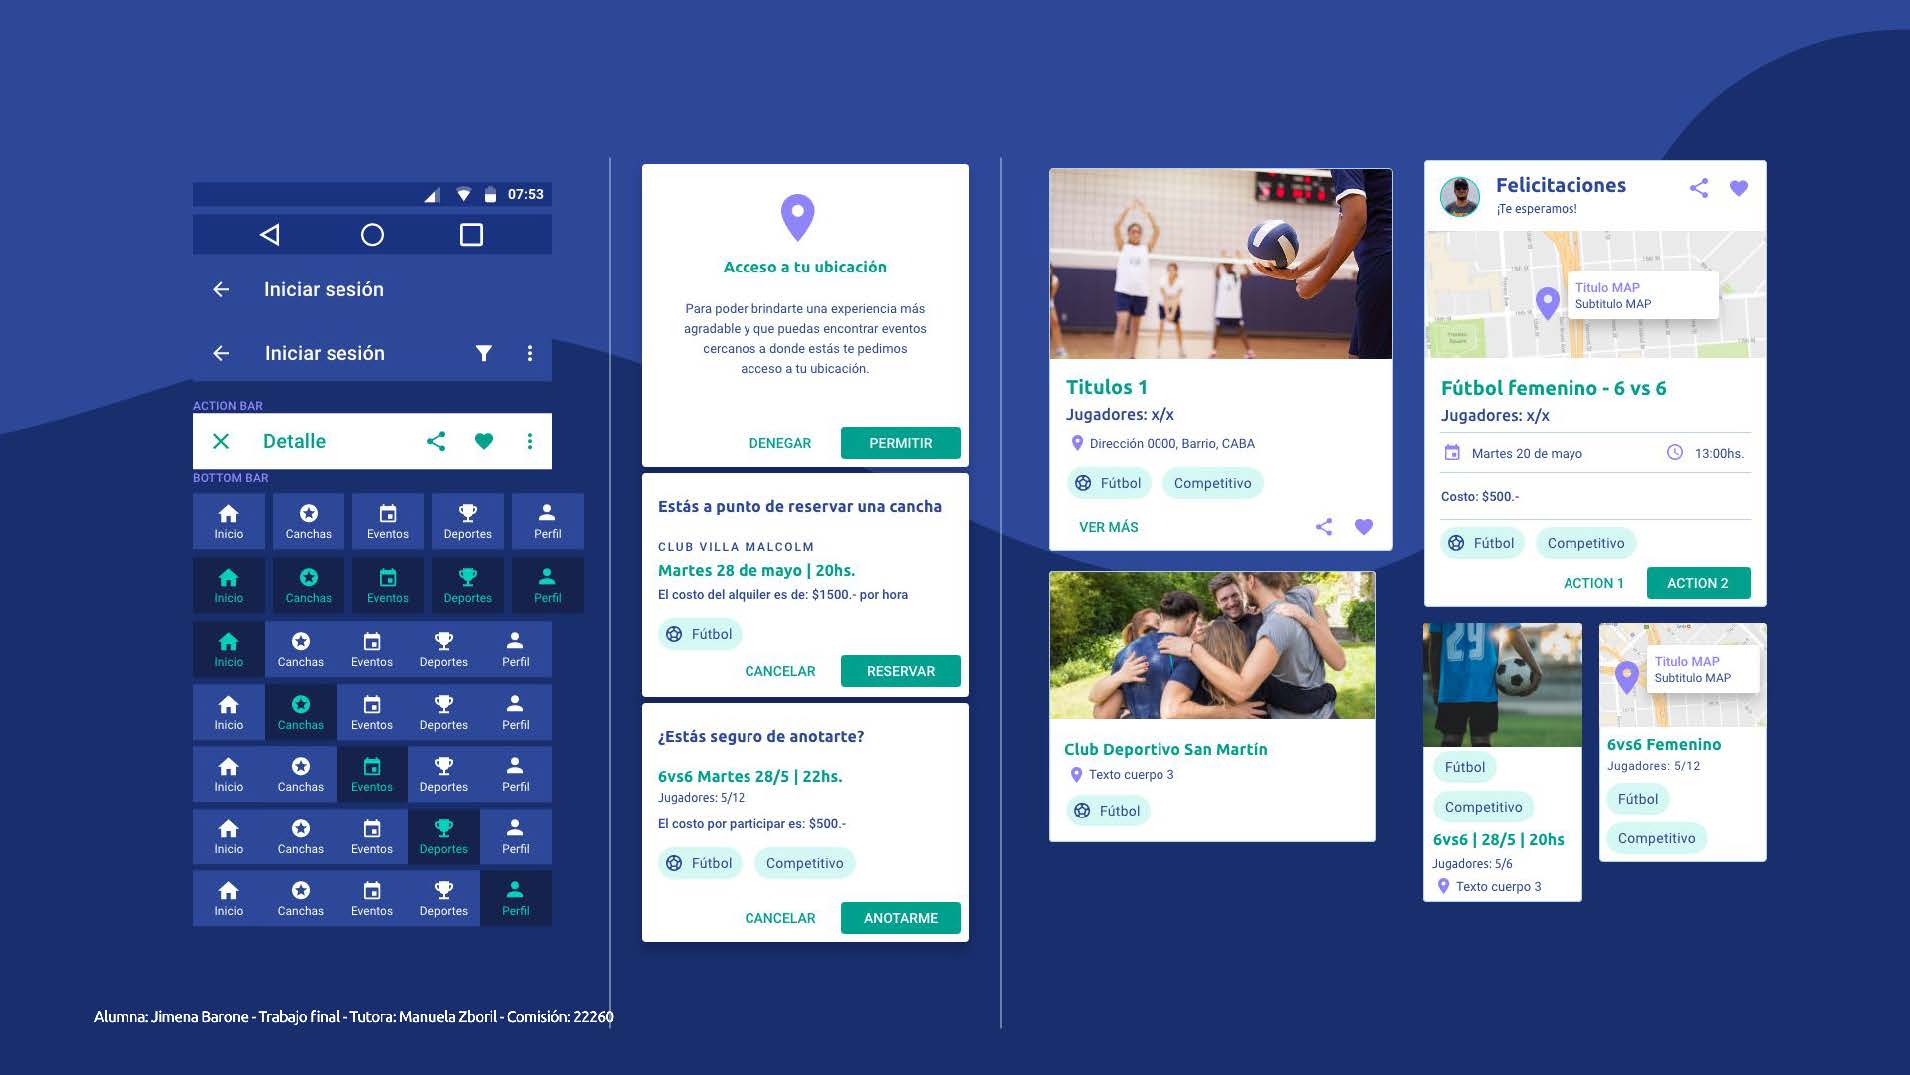 07:53
Iniciar sesión
Iniciar sesión
ACTION BAR
Detalle
BOTTOM BAR
Inicio Canchas Eventos Deportes Perfil
Inicio Canchas Eventos Deportes Perfil
Inicio Canchas Eventos Deportes Perfil
Inicio Canchas Eventos Deportes Perfil
Inicio Canchas Eventos Deportes Perfil
Inicio Canchas Eventos Deportes Perfil
Inicio Canchas Eventos Deportes Perfil
Acceso a tu ubicación
Para poder brindarte una experiencia más
agradable y que puedas encontrar eventos
cercanos a donde estás te pedimos
acceso a tu ubicación.
DENEGAR PERMITIR
Estás a punto de reservar una cancha
CLUB VILLA MALCOLM
Martes 28 de mayo | 20hs.
El costo del alquiler es de: $1500.- por hora
Fútbol
CANCELAR RESERVAR
¿Estás seguro de anotarte?
6vs6 Martes 28/5 | 22hs.
Jugadores: 5/12
El costo por participar es: $500.-
Fútbol Competitivo
CANCELAR ANOTARME
Titulos 1
Jugadores: x/x
Dirección 0000, Barrio, CABA
Fútbol Competitivo
VER MÁS
Club Deportivo San Martín
Texto cuerpo 3
Fútbol
Felicitaciones
¡Te esperamos!
Titulo MAP
Subtitulo MAP
Fútbol femenino - 6 vs 6
Jugadores: x/x
Martes 20 de mayo 13:00hs.
Costo: $500.-
Fútbol Competitivo
ACTION 1 ACTION 2
29
Fútbol
Competitivo
6vs6 | 28/5 | 20hs
Jugadores: 5/6
Texto cuerpo 3
Titulo MAP
Subtitulo MAP
6vs6 Femenino
Jugadores: 5/12
Fútbol
Competitivo
Alumna: Jimena Barone - Trabajo final - Tutora: Manuela Zboril - Comisión: 22260